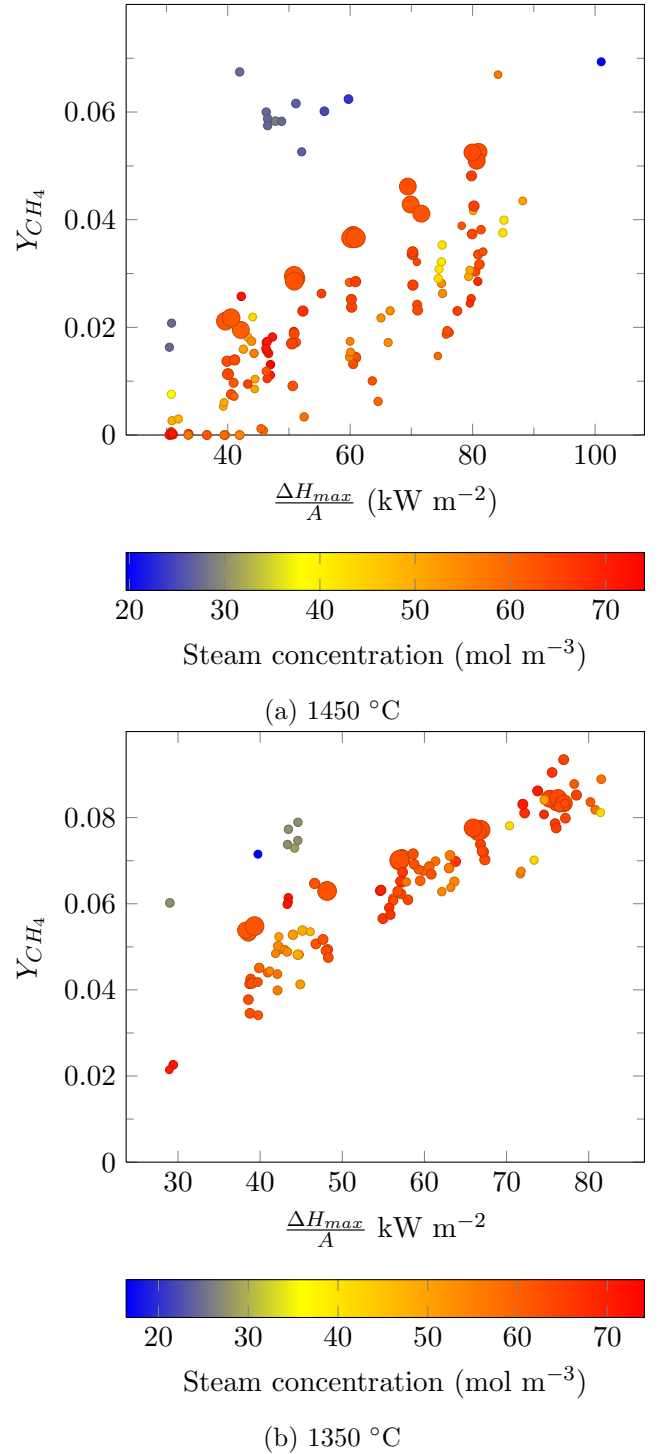 0.06
0.04
0.02
0
Y_{CH_4}
40 60 80 100
\frac{ΔH_{max}}{A} (kW m^{−2})
20 30 40 50 60 70
Steam concentration (mol m^{−3})
(a) 1450 °C
0.08
0.06
0.04
0.02
0
Y_{CH_4}
30 40 50 60 70 80
\frac{ΔH_{max}}{A} kW m^{−2}
20 30 40 50 60 70
Steam concentration (mol m^{−3})
(b) 1350 °C